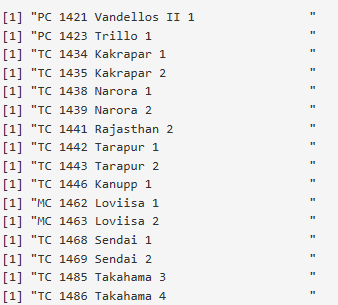 [1] "PC 1421 Vandellos II 1 "
[1] "PC 1423 Trillo 1 "
[1] "TC 1434 Kakrapar 1 "
[1] "TC 1435 Kakrapar 2 "
[1] "TC 1438 Narora 1 "
[1] "TC 1439 Narora 2 "
[1] "TC 1441 Rajasthan 2 "
[1] "TC 1442 Tarapur 1 "
[1] "TC 1443 Tarapur 2 "
[1] "TC 1446 Kanupp 1 "
[1] "MC 1462 Loviisa 1 "
[1] "MC 1463 Loviisa 2 "
[1] "TC 1468 Sendai 1 "
[1] "TC 1469 Sendai 2 "
[1] "TC 1485 Takahama 3 "
[1] "TC 1486 Takahama 4 "